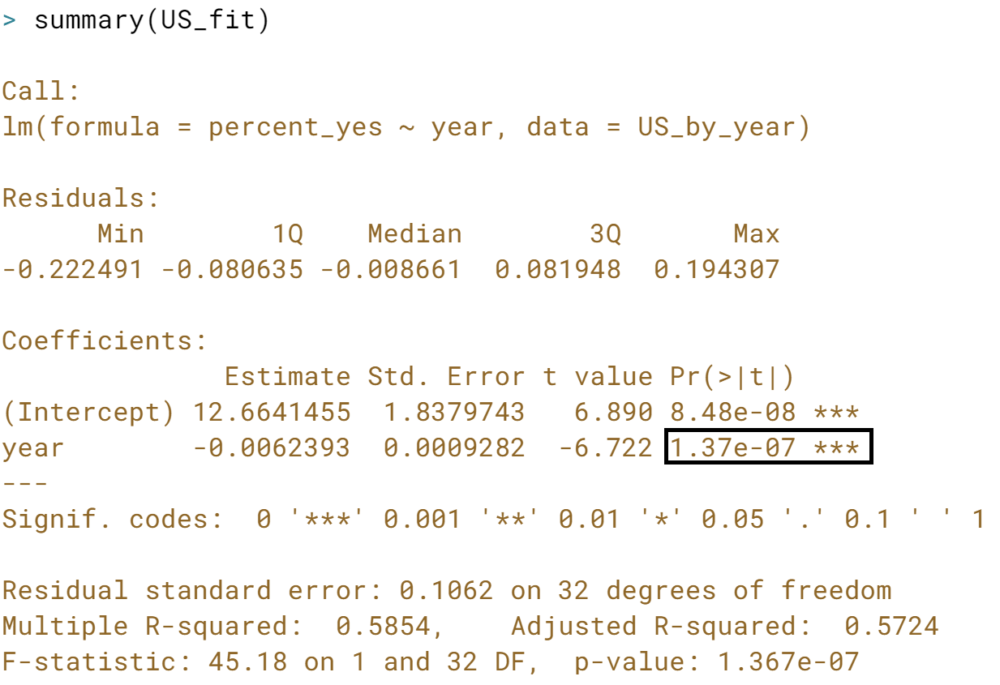 > summary(US_fit)
Call:
lm(formula = percent_yes ~ year, data = US_by_year)
Residuals:
      Min        1Q    Median        3Q       Max
-0.222491 -0.080635 -0.008661  0.081948  0.194307
Coefficients:
              Estimate Std. Error t value Pr(>|t|)
(Intercept) 12.6641455  1.8379743   6.890 8.48e-08 ***
year        -0.0062393  0.0009282  -6.722 1.37e-07 ***
---
Signif. codes:  0 '***' 0.001 '**' 0.01 '*' 0.05 '.' 0.1 ' ' 1
Residual standard error: 0.1062 on 32 degrees of freedom
Multiple R-squared:  0.5854,    Adjusted R-squared:  0.5724
F-statistic: 45.18 on 1 and 32 DF,  p-value: 1.367e-07